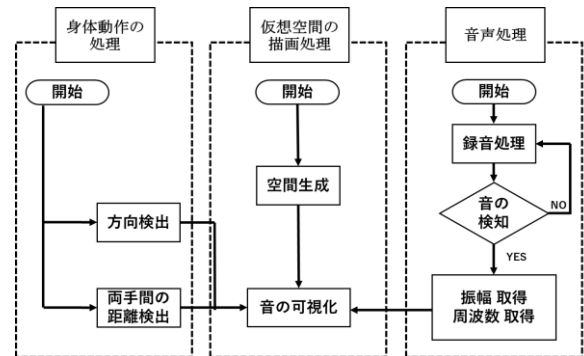 身体動作の
処理
開始
方向検出
両手間の
距離検出
仮想空間の
描画処理
開始
空間生成
音の可視化
音声処理
開始
録音処理
音の
検知
NO
YES
振幅 取得
周波数 取得